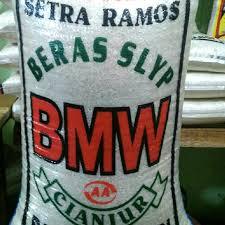 SETRA RAMOS
BERAS SLYP
BMW
AA
CIANJUR